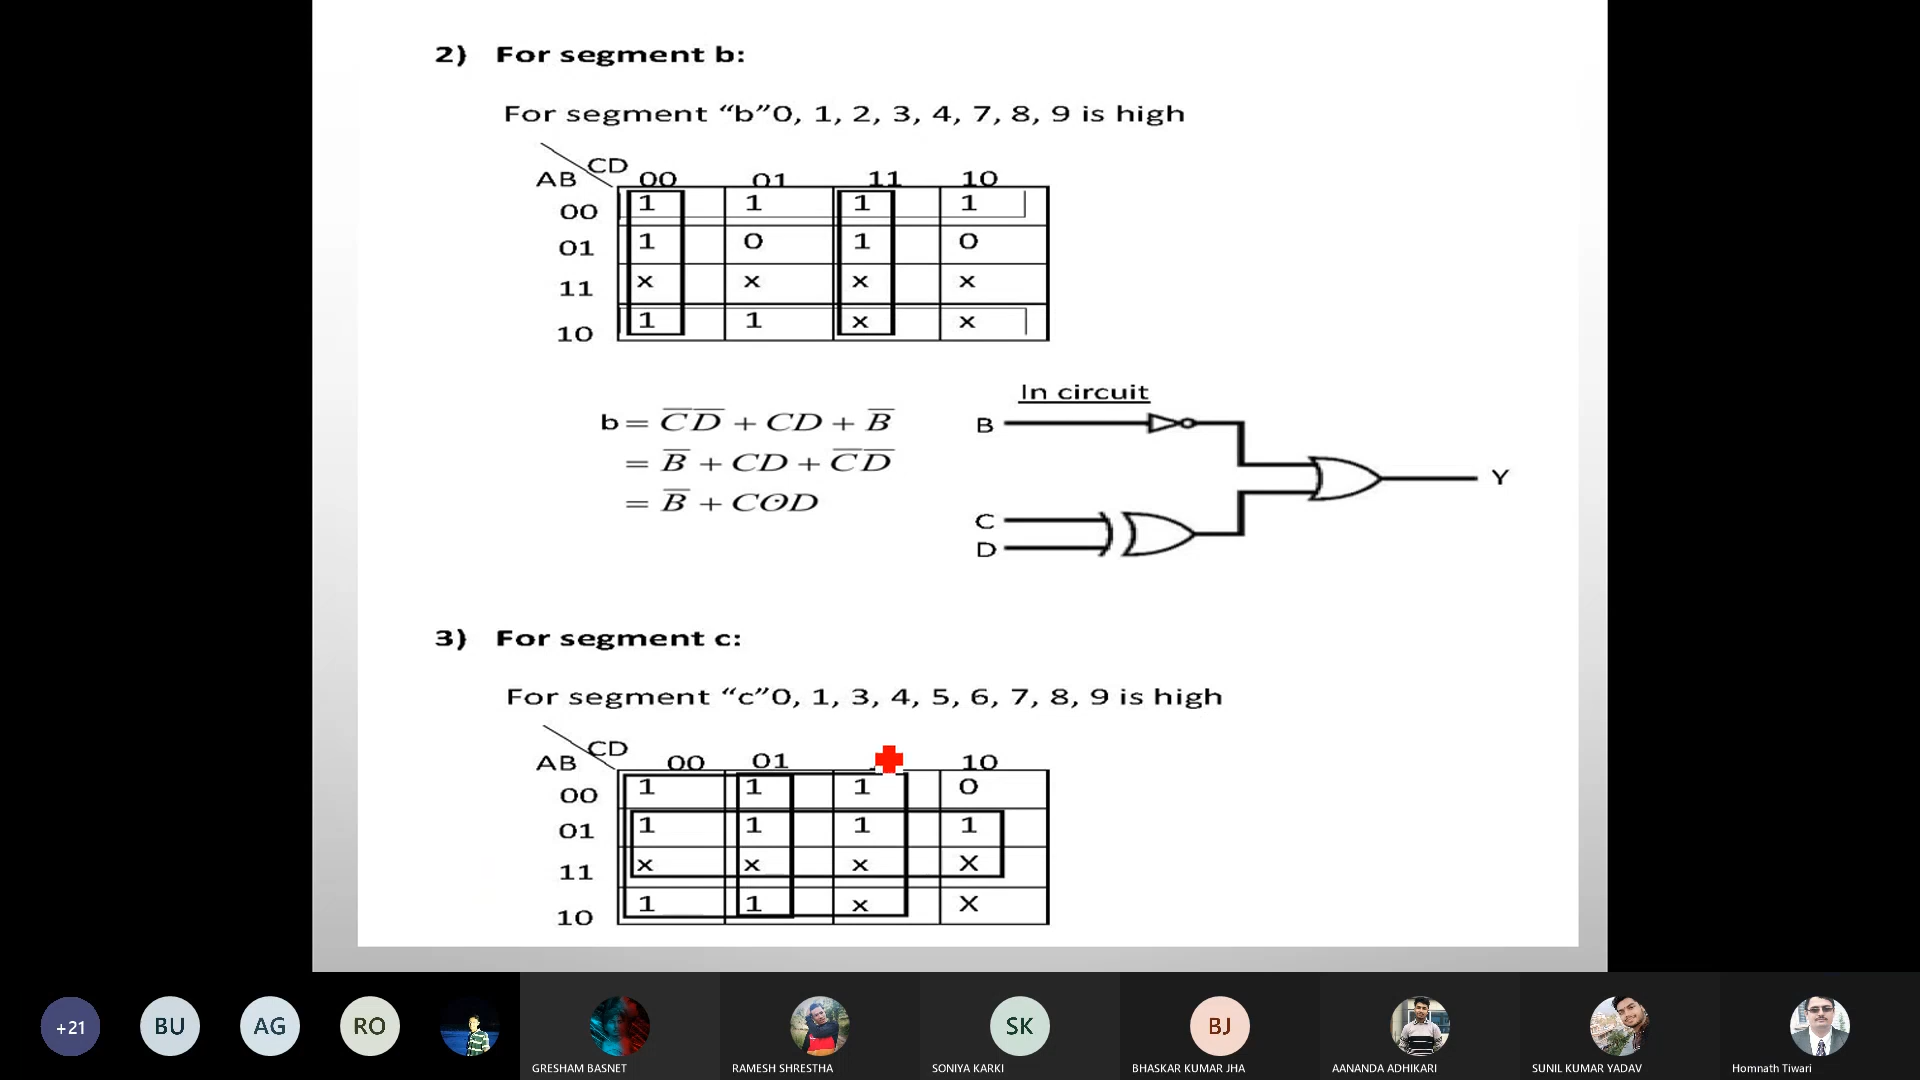 2) For segment b:
For segment “b”0, 1, 2, 3, 4, 7, 8, 9 is high
CD
AB 00 01 11 10
00 1 1 1 1
01 1 0 1 0
11 x x x x
10 1 1 x x
In circuit
b = C̅D̅ + CD + B̅
= B̅ + CD + C̅D̅
= B̅ + CʘD
B
Y
C
D
3) For segment c:
For segment “c”0, 1, 3, 4, 5, 6, 7, 8, 9 is high
CD
AB 00 01 10
00 1 1 1 0
01 1 1 1 1
11 x x x X
10 1 1 x X
+21 BU AG RO SK BJ
GRESHAM BASNET RAMESH SHRESTHA SONIYA KARKI BHASKAR KUMAR JHA AANANDA ADHIKARI SUNIL KUMAR YADAV Homnath Tiwari